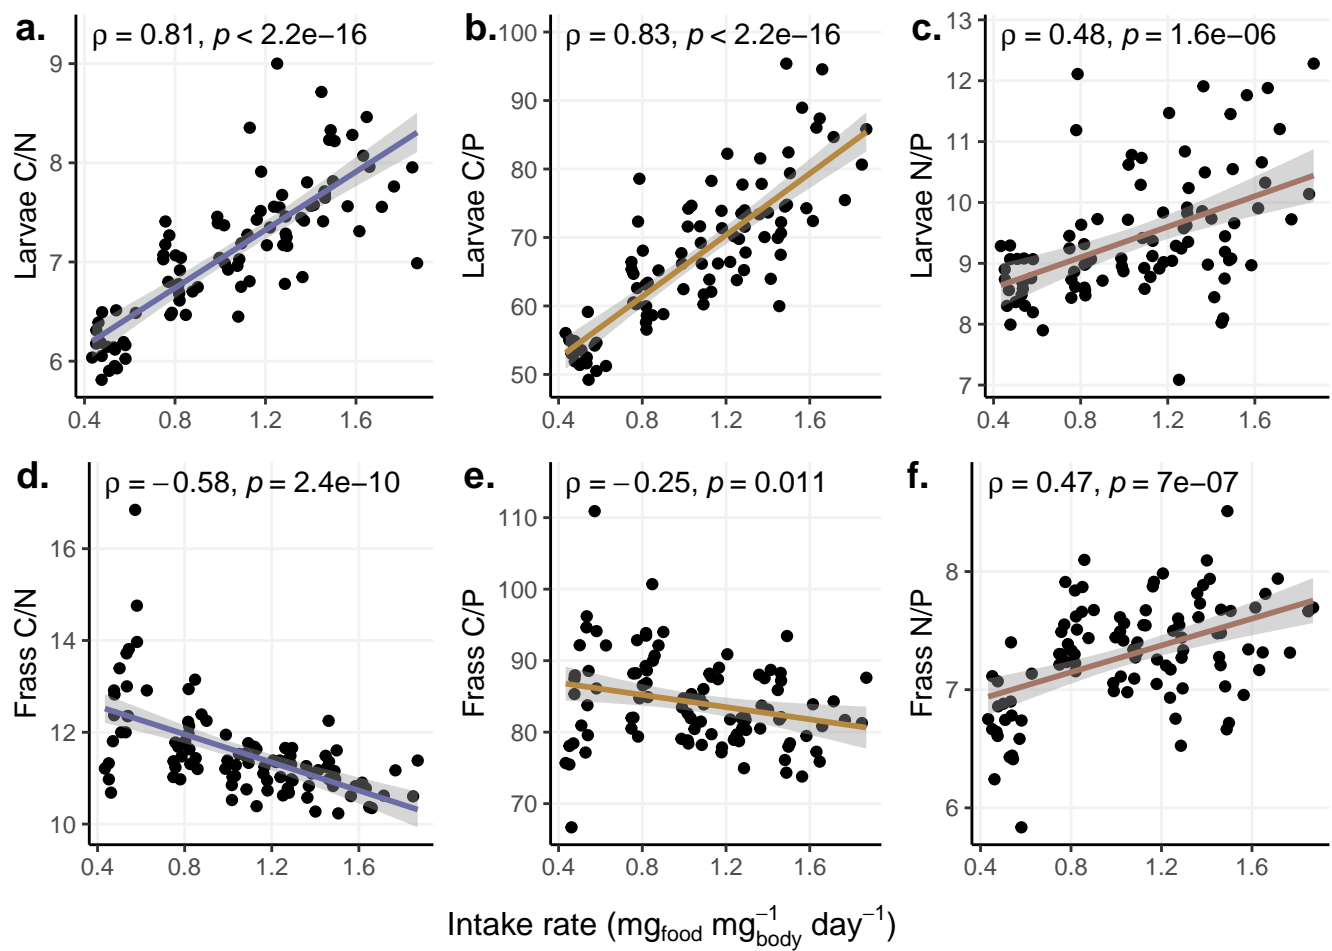 a. ρ = 0.81, p < 2.2e−16
Larvae C/N
9
8
7
6
0.4 0.8 1.2 1.6
b. ρ = 0.83, p < 2.2e−16
Larvae C/P
100
90
80
70
60
50
0.4 0.8 1.2 1.6
c. ρ = 0.48, p = 1.6e−06
Larvae N/P
13
12
11
10
9
8
7
0.4 0.8 1.2 1.6
d. ρ = −0.58, p = 2.4e−10
Frass C/N
16
14
12
10
0.4 0.8 1.2 1.6
e. ρ = −0.25, p = 0.011
Frass C/P
110
100
90
80
70
0.4 0.8 1.2 1.6
f. ρ = 0.47, p = 7e−07
Frass N/P
8
7
6
0.4 0.8 1.2 1.6
Intake rate (mg_food mg_body^−1 day^−1)